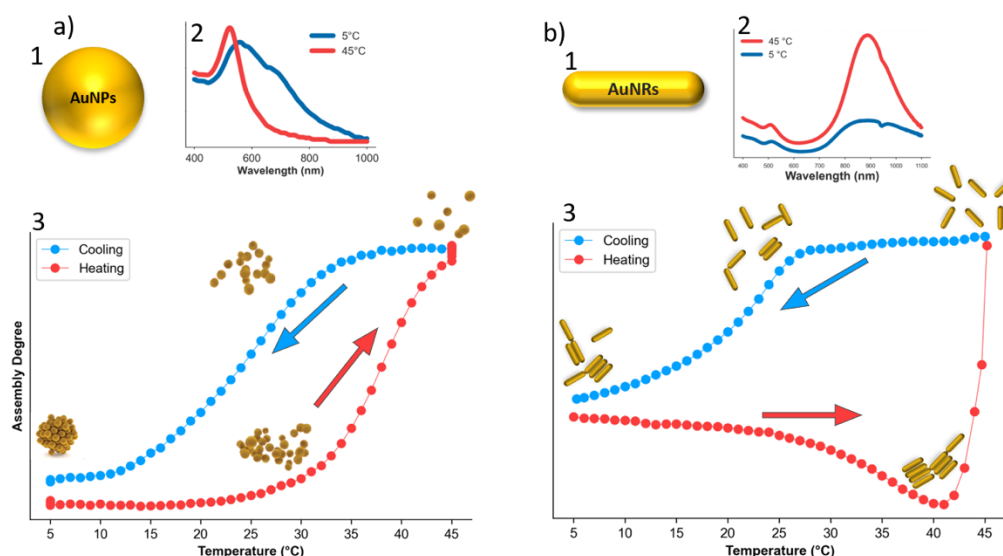 a)
1
AuNPs
2
5°C
45°C
400 600 800 1000
Wavelength (nm)
3
Cooling
Heating
Assembly Degree
5 10 15 20 25 30 35 40 45
Temperature (°C)
b)
1
AuNRs
2
45 °C
5 °C
400 500 600 700 800 900 1000 1100
Wavelength (nm)
3
Cooling
Heating
5 10 15 20 25 30 35 40 45
Temperature (°C)